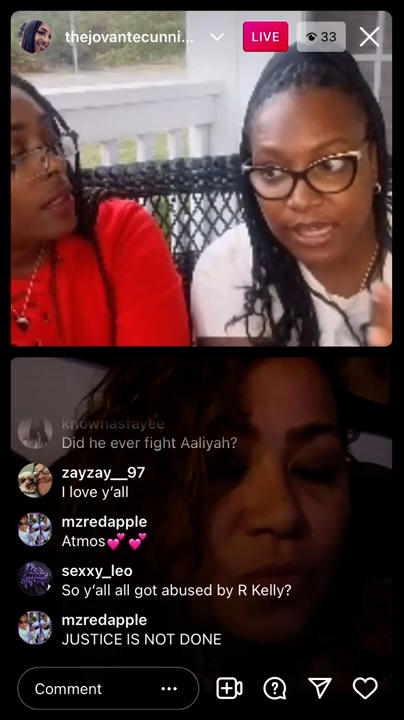 thejovantecunni...
LIVE
33
knownasfayee
Did he ever fight Aaliyah?
zayzay__97
I love y'all
mzredapple
Atmos💕💕
sexxy_leo
So y'all all got abused by R Kelly?
mzredapple
JUSTICE IS NOT DONE
Comment